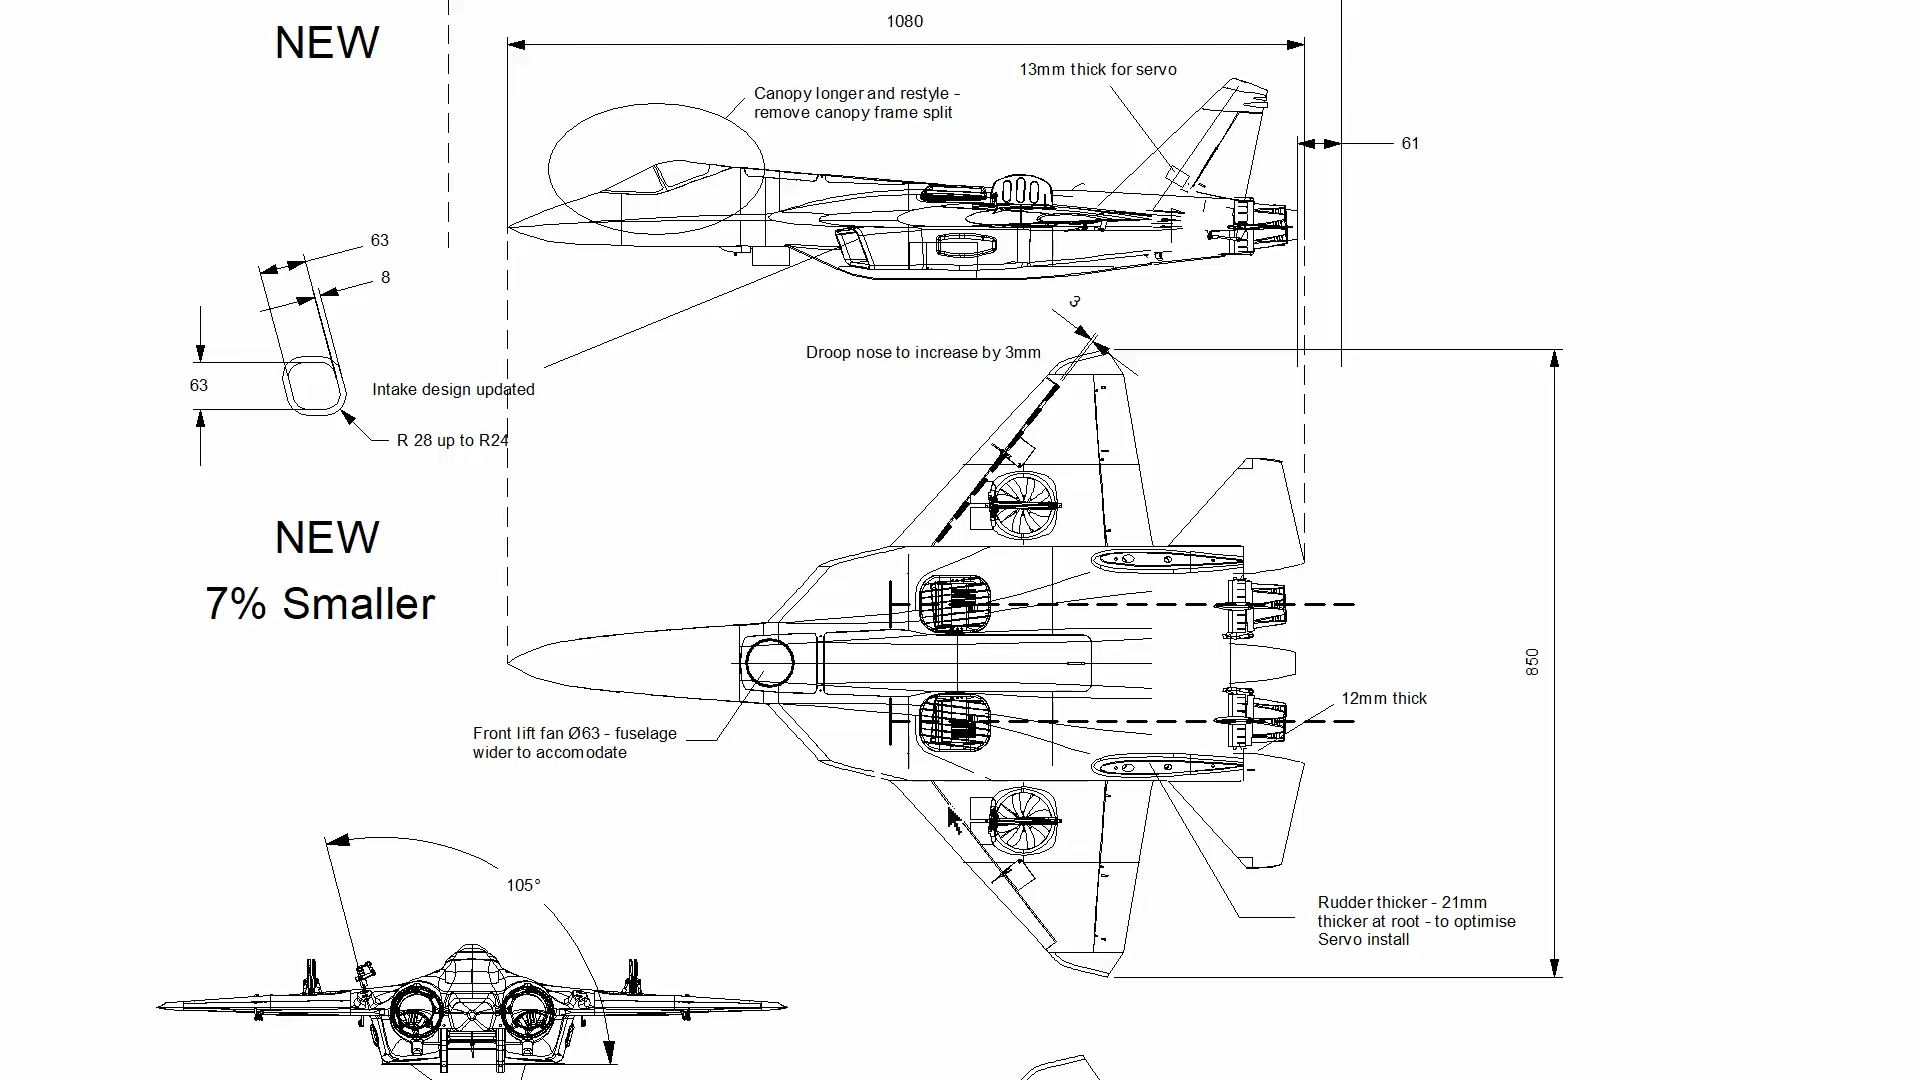 1080
NEW
13mm thick for servo
Canopy longer and restyle -
remove canopy frame split
61
63
8
3
Droop nose to increase by 3mm
63
Intake design updated
R 28 up to R24
NEW
7% Smaller
850
12mm thick
Front lift fan Ø63 - fuselage
wider to accomodate
105°
Rudder thicker - 21mm
thicker at root - to optimise
Servo install